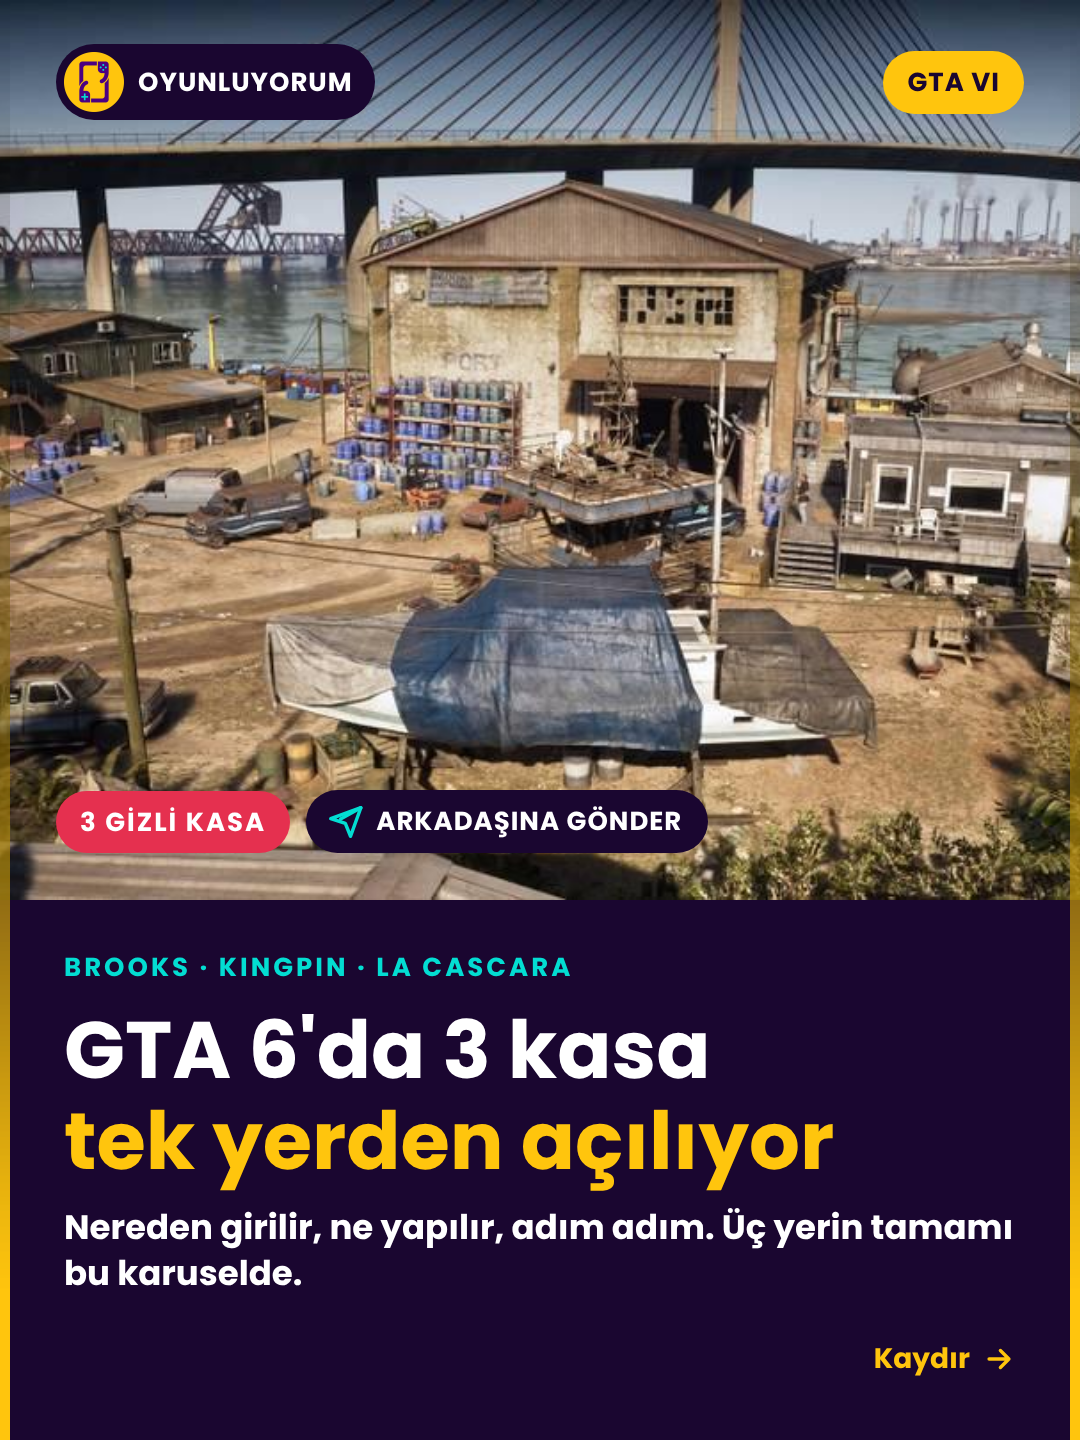 OYUNLUYORUM
GTA VI
PORT
3 GİZLİ KASA
ARKADAŞINA GÖNDER
BROOKS · KINGPIN · LA CASCARA
GTA 6'da 3 kasa
tek yerden açılıyor
Nereden girilir, ne yapılır, adım adım. Üç yerin tamamı
bu karuselde.
Kaydır →